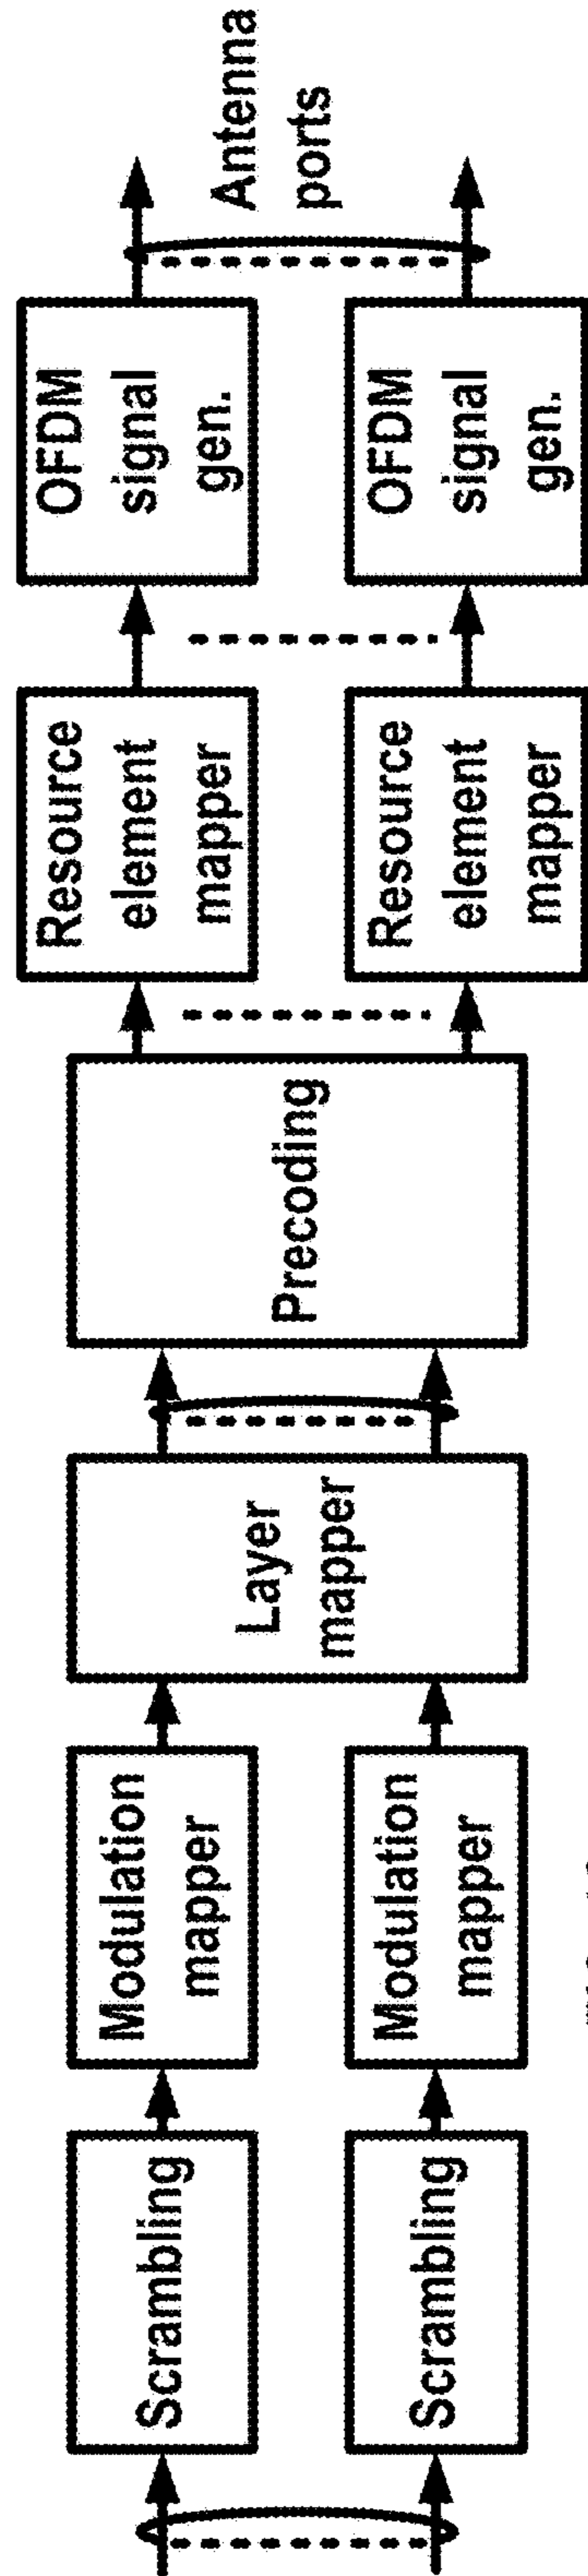 Scrambling
Scrambling
Modulation
mapper
Modulation
mapper
Layer
mapper
Precoding
Resource
element
mapper
Resource
element
mapper
OFDM
signal
gen.
OFDM
signal
gen.
Antenna
ports